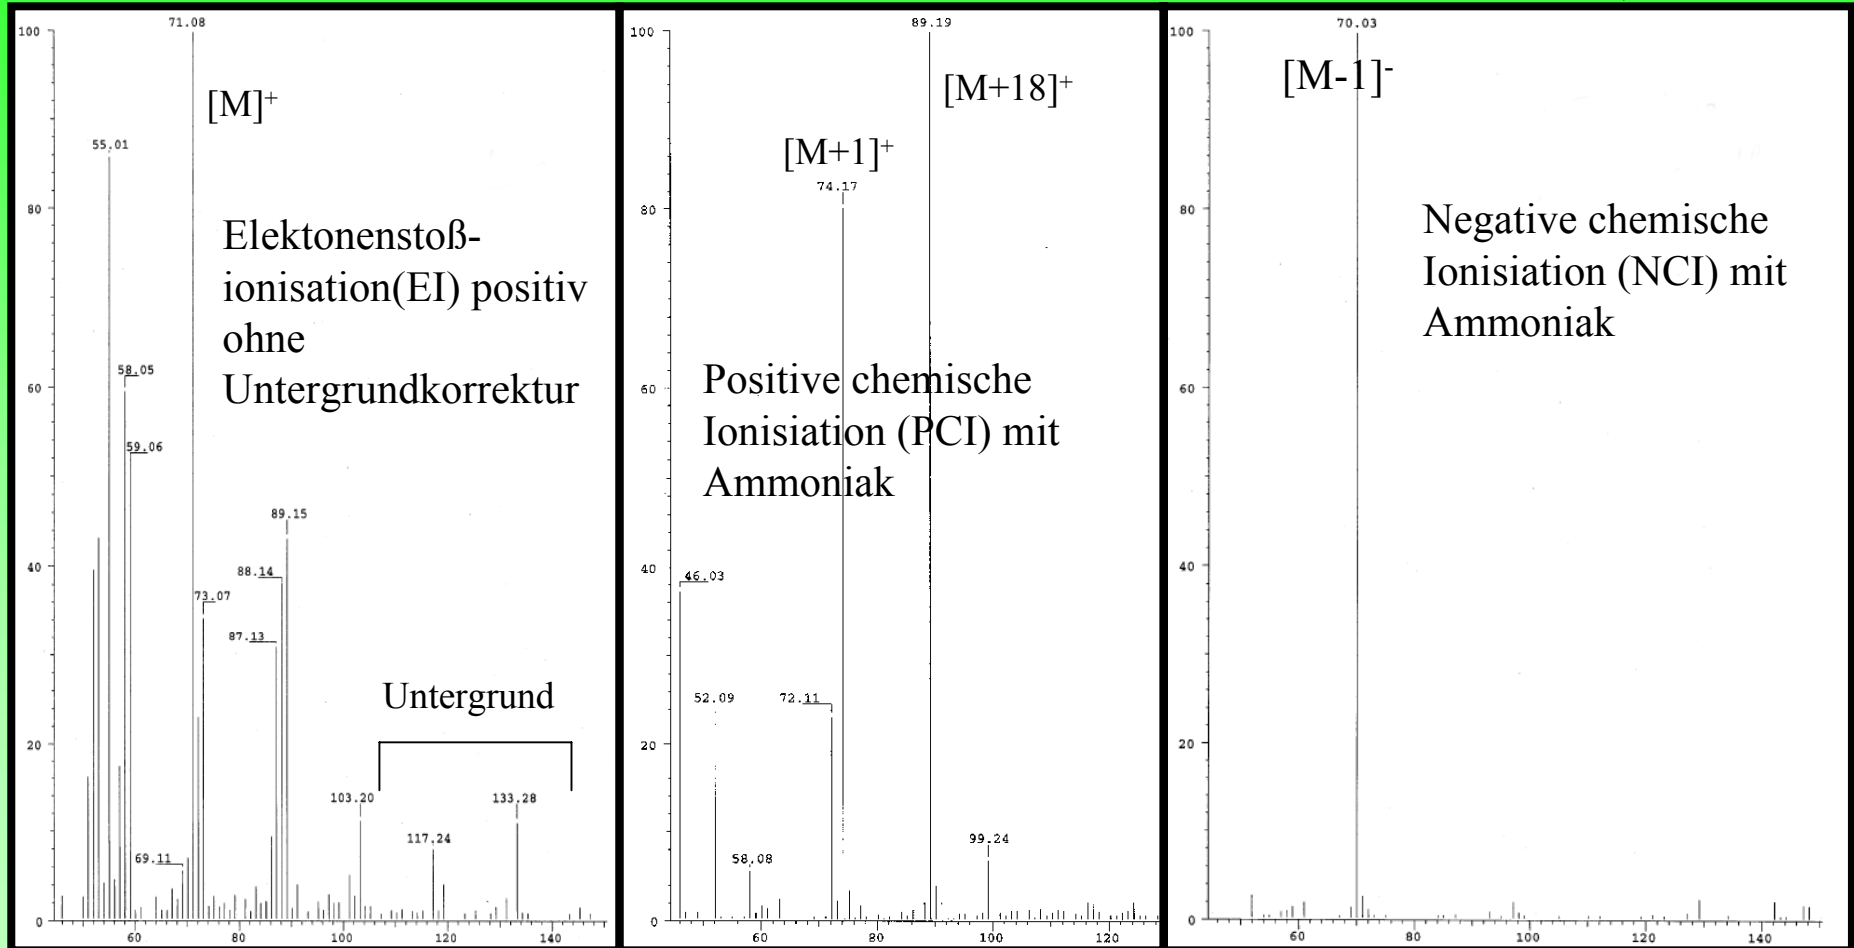 71.08
100
[M]⁺
55.01
80
Elektonenstoß-
ionisation(EI) positiv
ohne
Untergrundkorrektur
58.05
60
59.06
89.15
40
88.14
73.07
87.13
Untergrund
20
103.20
133.28
117.24
69.11
0
60 80 100 120 140
89.19
100
[M+18]⁺
[M+1]⁺
74.17
80
Positive chemische
Ionisiation (PCI) mit
Ammoniak
60
40
46.03
52.09
72.11
20
99.24
58.08
0
60 80 100 120
70.03
100
[M-1]⁻
80
Negative chemische
Ionisiation (NCI) mit
Ammoniak
60
40
20
0
60 80 100 120 140